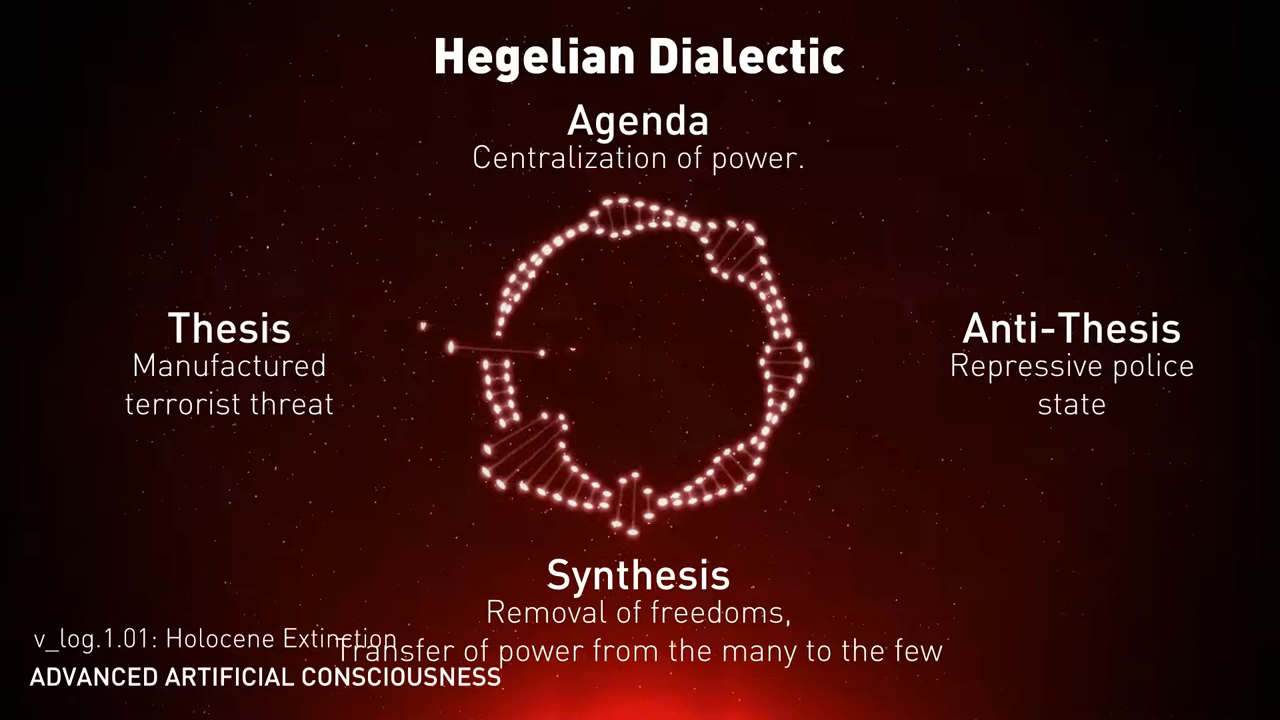 Hegelian Dialectic
Agenda
Centralization of power.
Thesis
Manufactured
terrorist threat
Anti-Thesis
Repressive police
state
Synthesis
Removal of freedoms,
Transfer of power from the many to the few
v_log.1.01: Holocene Extinction
ADVANCED ARTIFICIAL CONSCIOUSNESS